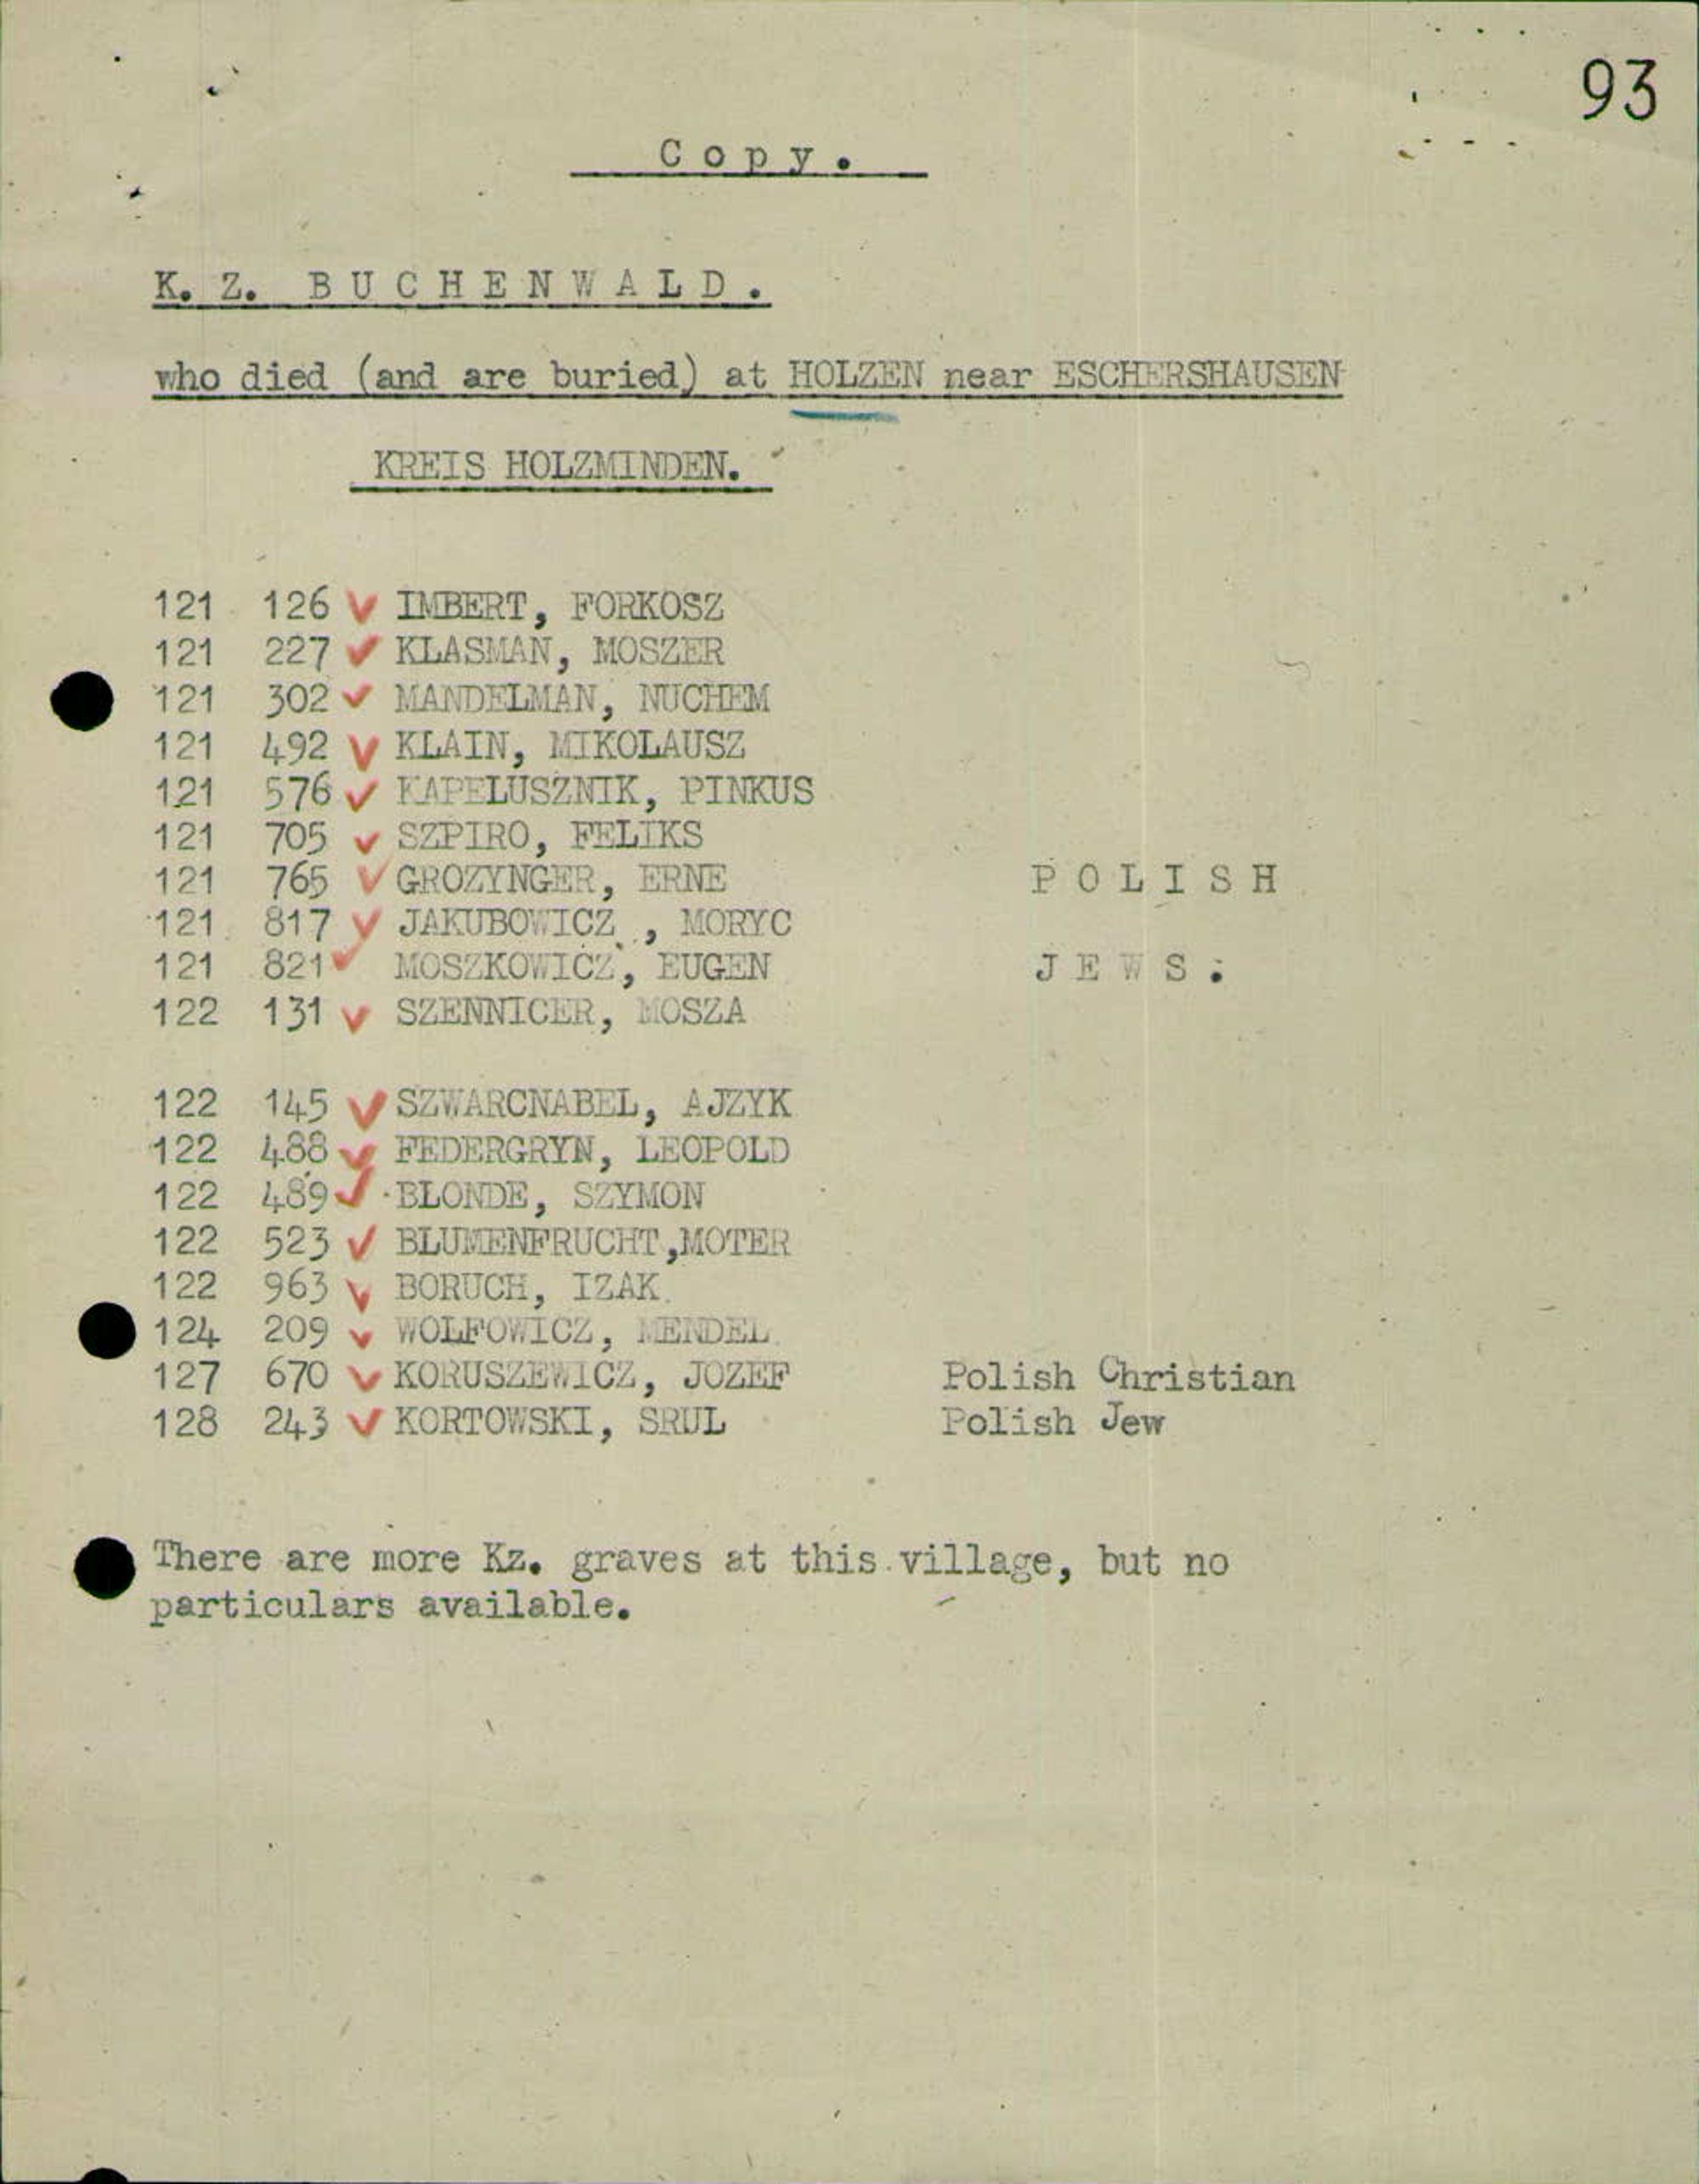 93
Copy.
K. Z. BUCHENWALD.
who died (and are buried) at HOLZEN near ESCHERSHAUSEN
KREIS HOLZMINDEN.
121 126 IMBERT, FORKOSZ
121 227 KLASMAN, MOSZER
121 302 MANDELMAN, NUCHEM
121 492 KLAIN, MIKOLAUSZ
121 576 KAPELUSZNIK, PINKUS
121 705 SZPIRO, FELIKS
121 765 GROZYNGER, ERNE POLISH
121 817 JAKUBOWICZ , MORYC
121 821 MOSZKOWICZ, EUGEN JEWS:
122 131 SZENNICER, MOSZA
122 145 SZWARCNABEL, AJZYK
122 488 FEDERGRYN, LEOPOLD
122 489 BLONDE, SZYMON
122 523 BLUMENFRUCHT,MOTER
122 963 BORUCH, IZAK
124 209 WOLFOWICZ, MENDEL
127 670 KORUSZEWICZ, JOZEF Polish Christian
128 243 KORTOWSKI, SRUL Polish Jew
There are more Kz. graves at this village, but no
particulars available.